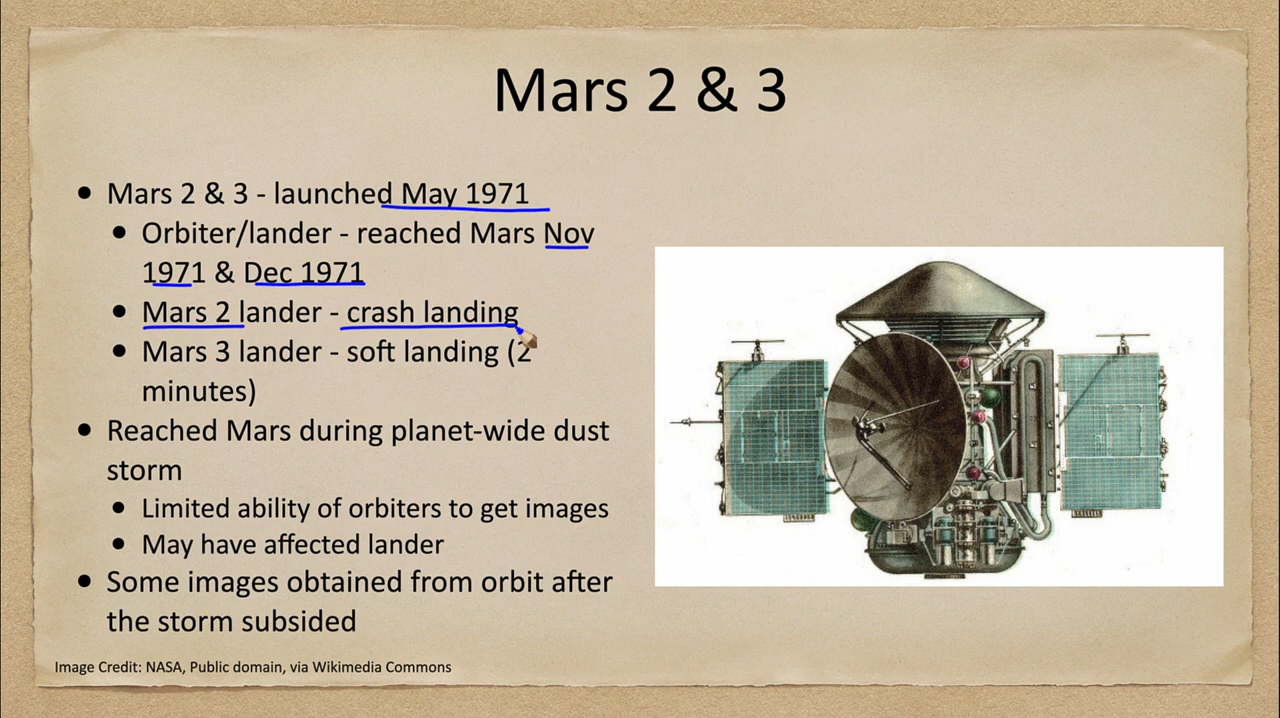 Mars 2 & 3
• Mars 2 & 3 - launched May 1971
• Orbiter/lander - reached Mars Nov
1971 & Dec 1971
• Mars 2 lander - crash landing
• Mars 3 lander - soft landing (2
minutes)
• Reached Mars during planet-wide dust
storm
• Limited ability of orbiters to get images
• May have affected lander
• Some images obtained from orbit after
the storm subsided
Image Credit: NASA, Public domain, via Wikimedia Commons